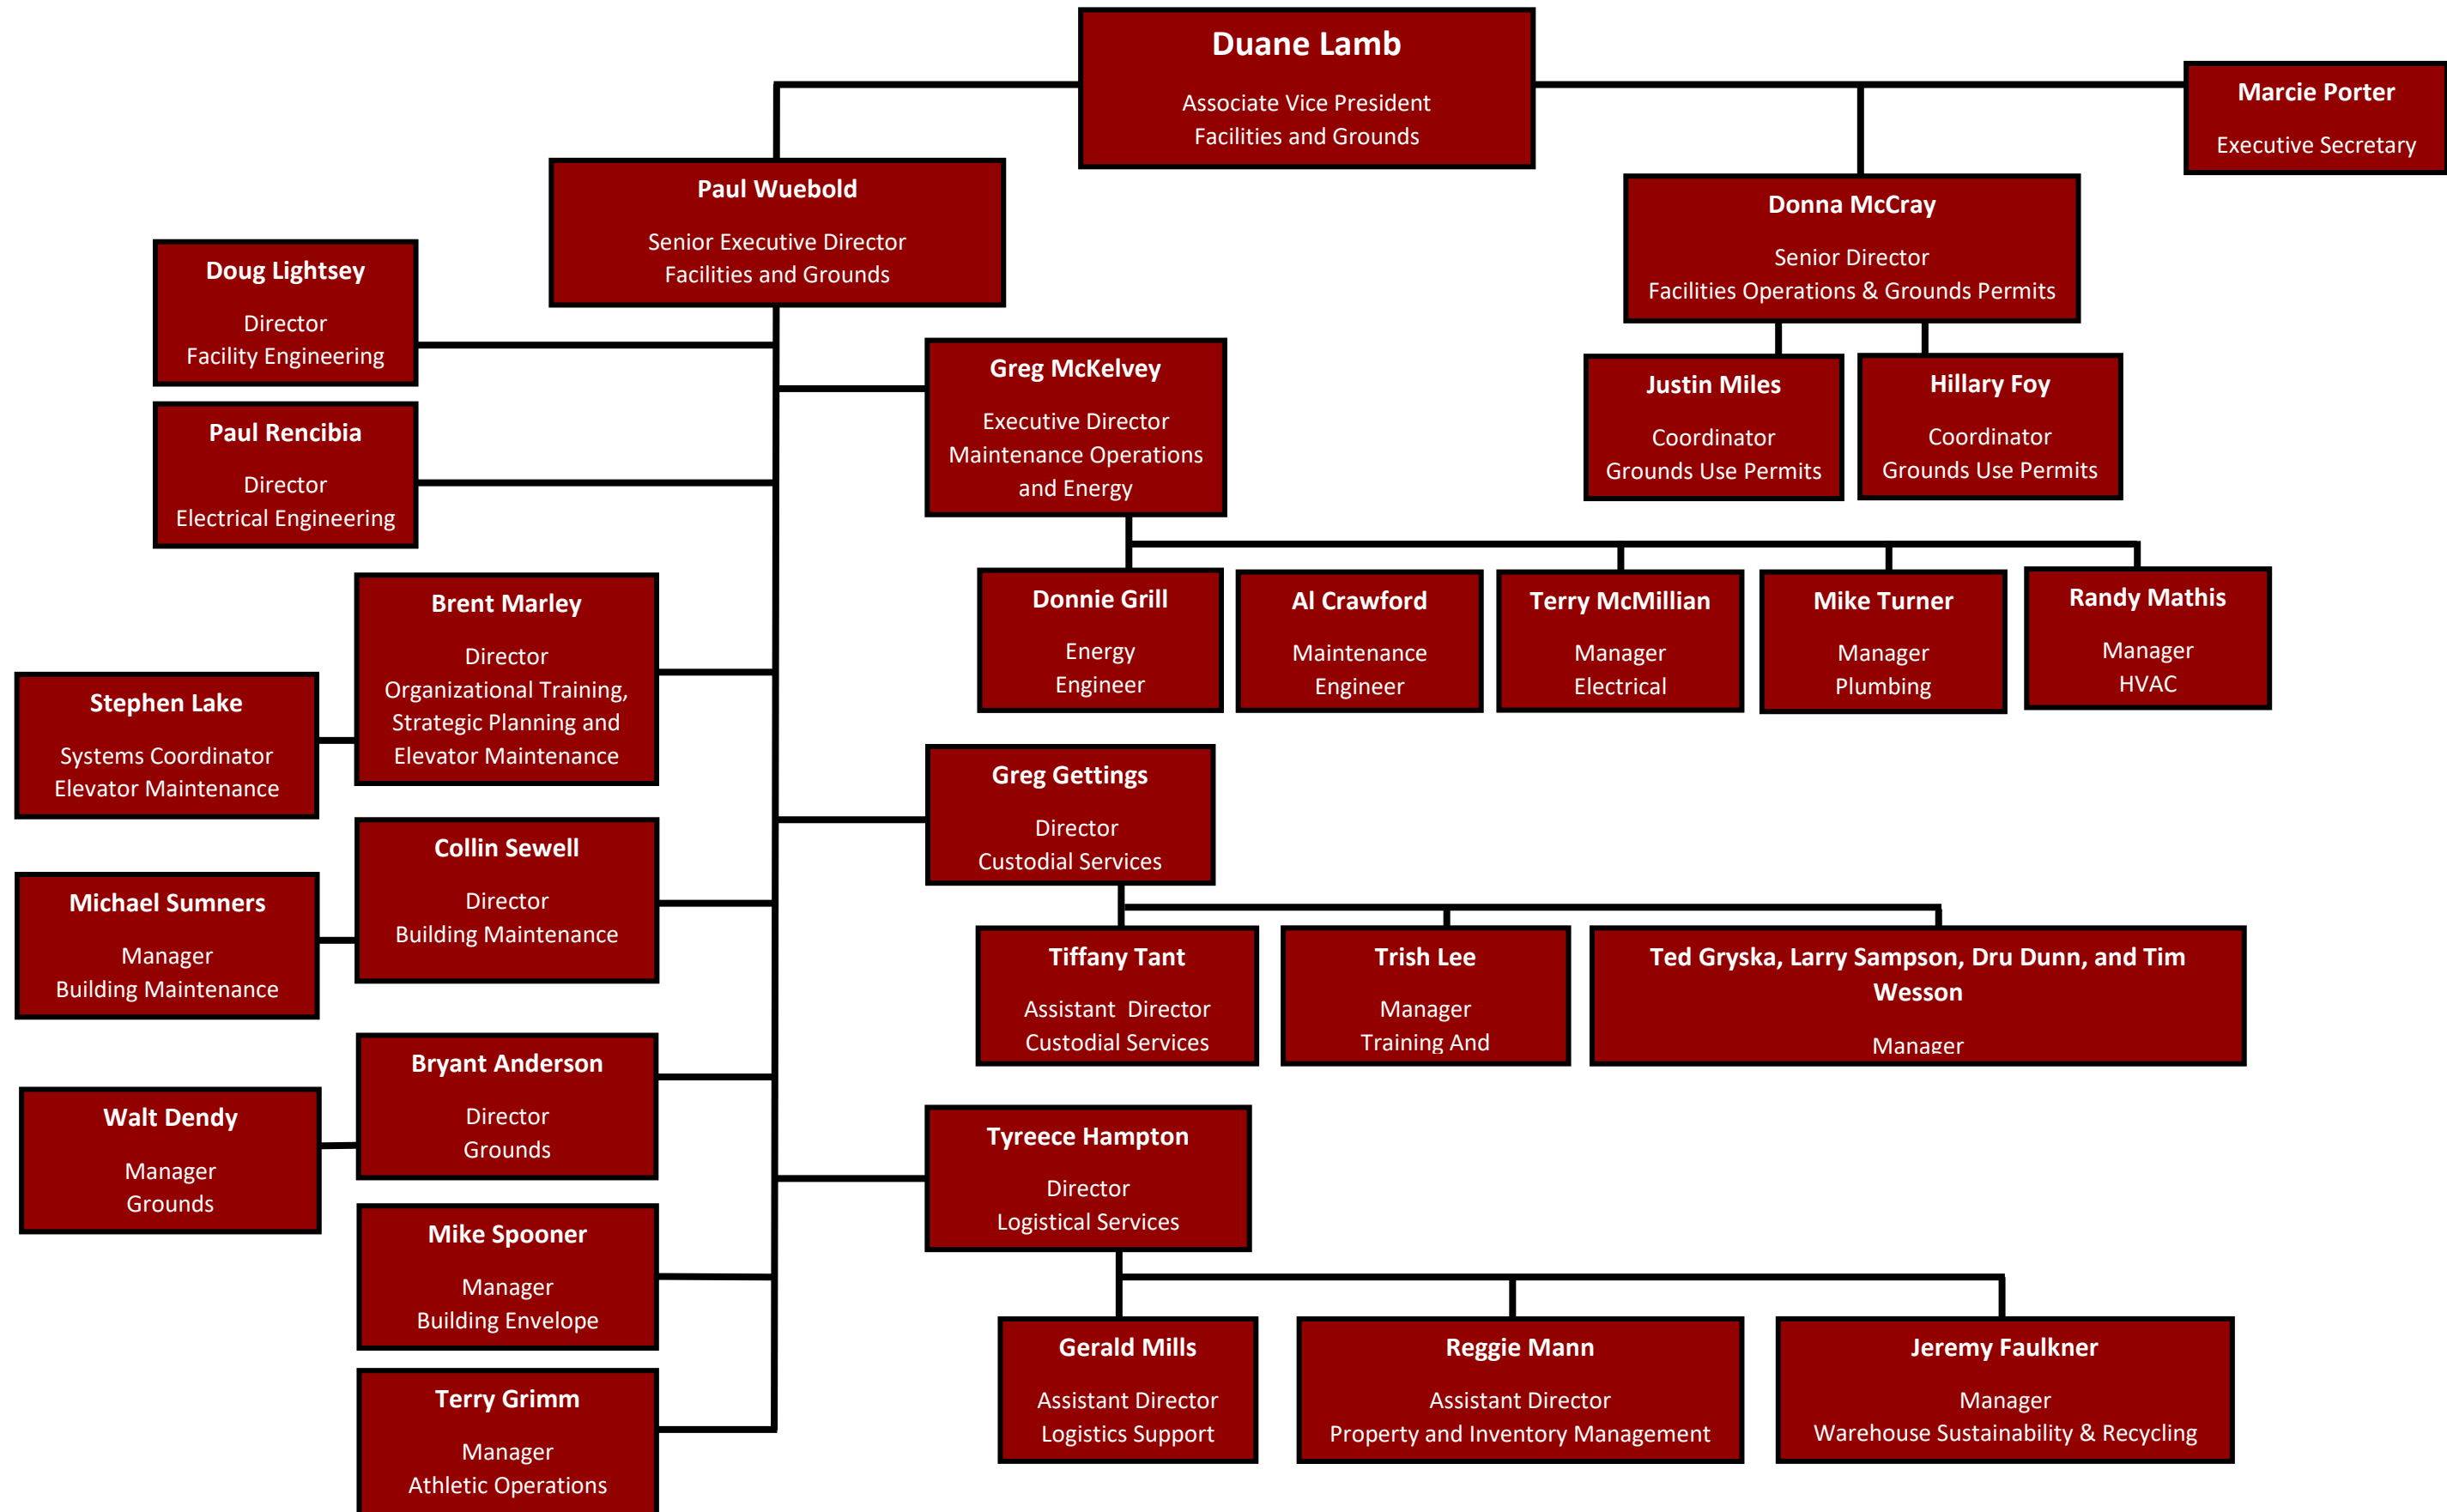 Duane Lamb
Associate Vice President
Facilities and Grounds
Marcie Porter
Executive Secretary
Paul Wuebold
Senior Executive Director
Facilities and Grounds
Donna McCray
Senior Director
Facilities Operations & Grounds Permits
Doug Lightsey
Director
Facility Engineering
Greg McKelvey
Executive Director
Maintenance Operations
and Energy
Justin Miles
Coordinator
Grounds Use Permits
Hillary Foy
Coordinator
Grounds Use Permits
Paul Rencibia
Director
Electrical Engineering
Donnie Grill
Energy
Engineer
Al Crawford
Maintenance
Engineer
Terry McMillian
Manager
Electrical
Mike Turner
Manager
Plumbing
Randy Mathis
Manager
HVAC
Brent Marley
Director
Organizational Training,
Strategic Planning and
Elevator Maintenance
Stephen Lake
Systems Coordinator
Elevator Maintenance
Greg Gettings
Director
Custodial Services
Collin Sewell
Director
Building Maintenance
Michael Sumners
Manager
Building Maintenance
Tiffany Tant
Assistant Director
Custodial Services
Trish Lee
Manager
Training And
Ted Gryska, Larry Sampson, Dru Dunn, and Tim
Wesson
Manager
Bryant Anderson
Director
Grounds
Walt Dendy
Manager
Grounds
Tyreece Hampton
Director
Logistical Services
Mike Spooner
Manager
Building Envelope
Gerald Mills
Assistant Director
Logistics Support
Reggie Mann
Assistant Director
Property and Inventory Management
Jeremy Faulkner
Manager
Warehouse Sustainability & Recycling
Terry Grimm
Manager
Athletic Operations